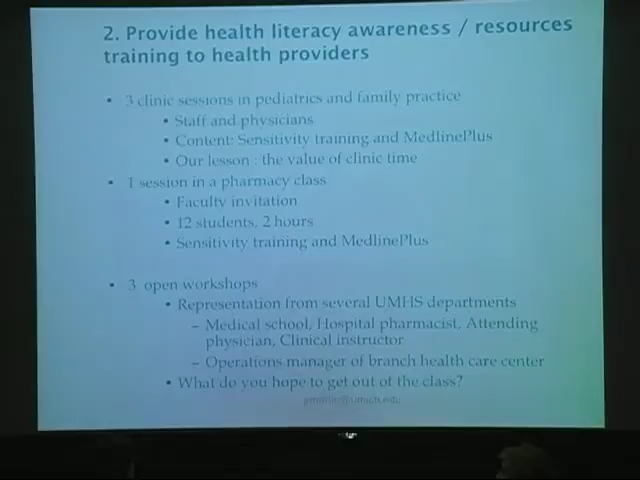 2. Provide health literacy awareness / resources
training to health providers
• 3 clinic sessions in pediatrics and family practice
• Staff and physicians
• Content: Sensitivity training and MedlinePlus
• Our lesson : the value of clinic time
• 1 session in a pharmacy class
• Faculty invitation
• 12 students, 2 hours
• Sensitivity training and MedlinePlus
• 3 open workshops
• Representation from several UMHS departments
– Medical school, Hospital pharmacist, Attending
physician, Clinical instructor
– Operations manager of branch health care center
• What do you hope to get out of the class?